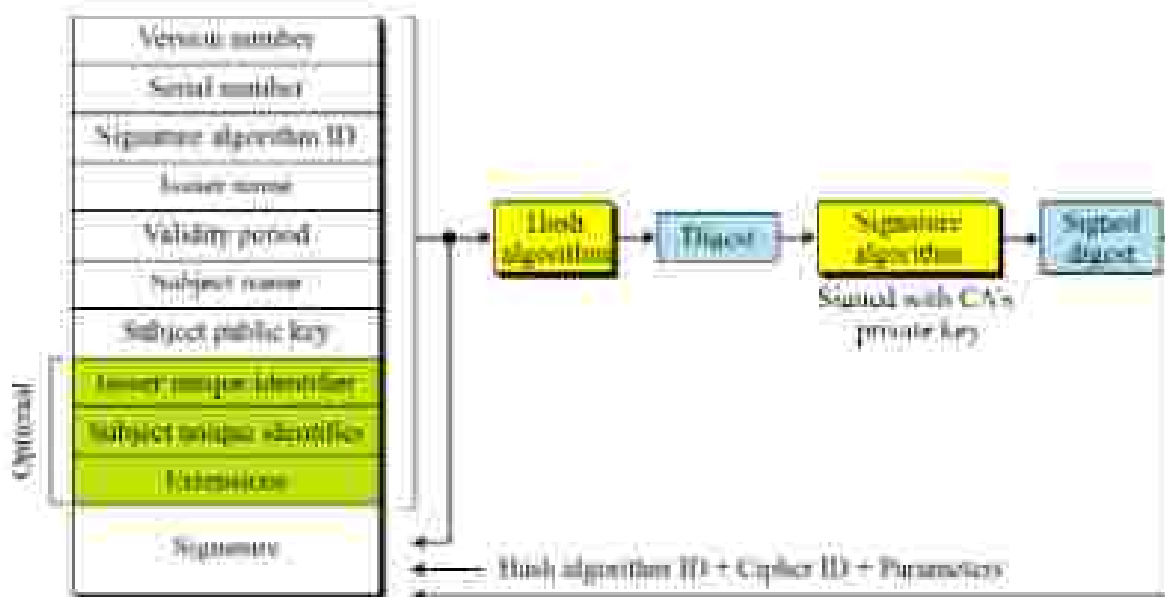 Version number
Serial number
Signature algorithm ID
Issuer name
Validity period
Subject name
Subject public key
Issuer unique identifier
Subject unique identifier
Extensions
Signature
Optional
Hash
algorithm
Digest
Signature
algorithm
Signed with CA's
private key
Signed
digest
Hash algorithm ID + Cipher ID + Parameters